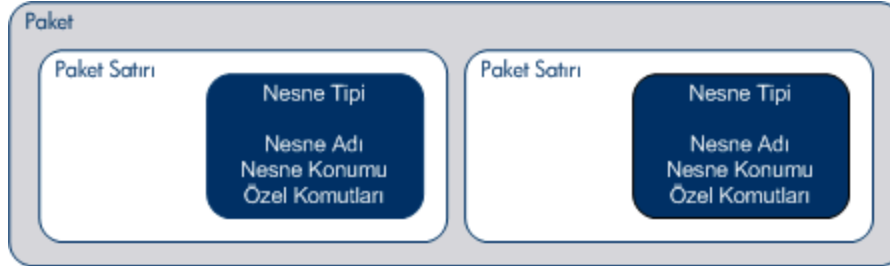 Paket
Paket Satırı
Nesne Tipi
Nesne Adı
Nesne Konumu
Özel Komutları
Paket Satırı
Nesne Tipi
Nesne Adı
Nesne Konumu
Özel Komutları